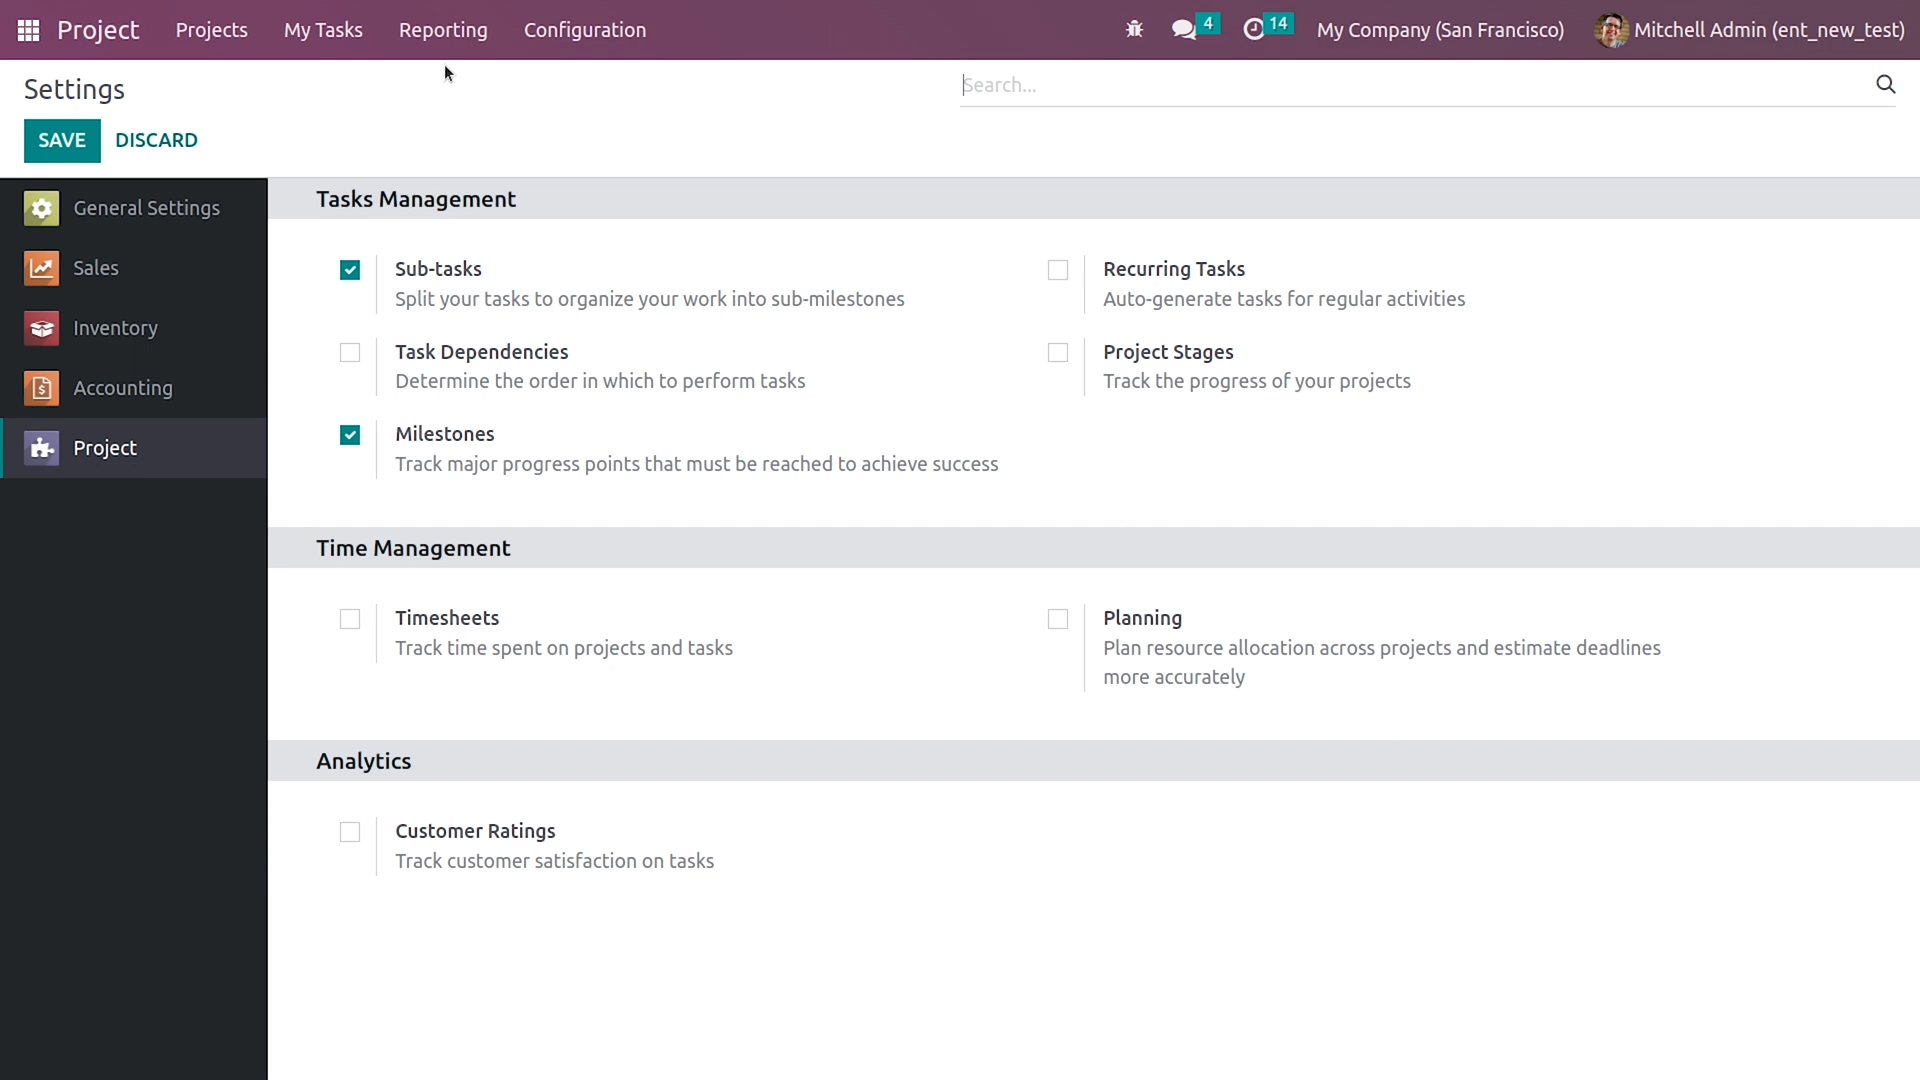 Project Projects My Tasks Reporting Configuration 4 14 My Company (San Francisco) Mitchell Admin (ent_new_test)
Settings
Search...
SAVE DISCARD
General Settings
Sales
Inventory
Accounting
Project
Tasks Management
Sub-tasks
Split your tasks to organize your work into sub-milestones
Recurring Tasks
Auto-generate tasks for regular activities
Task Dependencies
Determine the order in which to perform tasks
Project Stages
Track the progress of your projects
Milestones
Track major progress points that must be reached to achieve success
Time Management
Timesheets
Track time spent on projects and tasks
Planning
Plan resource allocation across projects and estimate deadlines
more accurately
Analytics
Customer Ratings
Track customer satisfaction on tasks